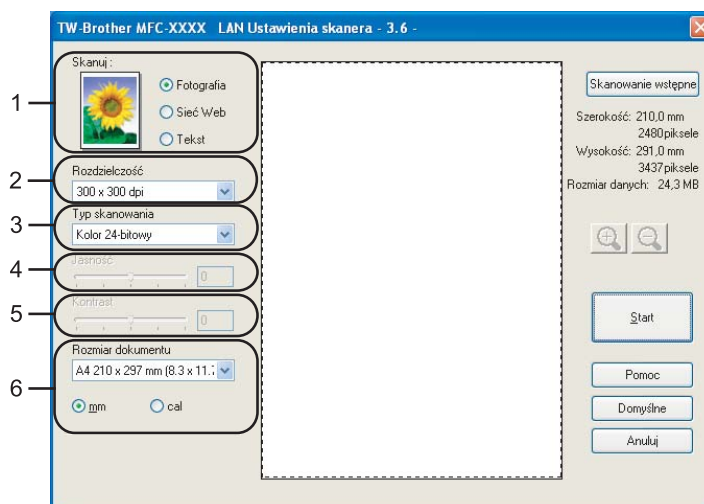 TW-Brother MFC-XXXX LAN Ustawienia skanera - 3.6 -
1
Skanuj :
Fotografia
Sieć Web
Tekst
2
Rozdzielczość
300 x 300 dpi
3
Typ skanowania
Kolor 24-bitowy
4
Jasność
0
5
Kontrast
0
6
Rozmiar dokumentu
A4 210 x 297 mm (8.3 x 11.7
mm
cal
Skanowanie wstępne
Szerokość: 210,0 mm
2480piksele
Wysokość: 291,0 mm
3437piksele
Rozmiar danych: 24,3 MB
Start
Pomoc
Domyślne
Anuluj